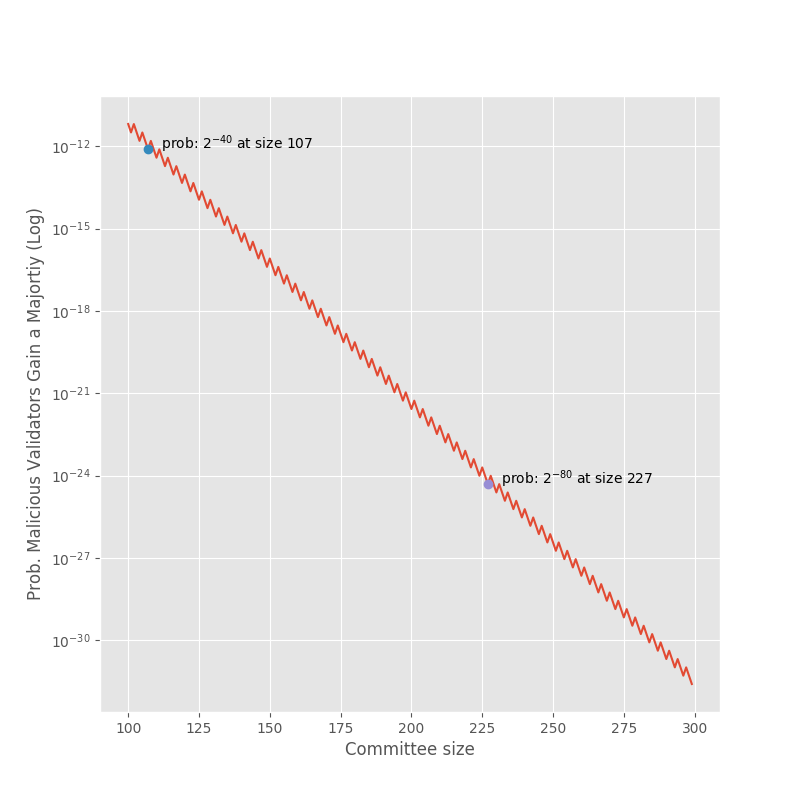 10⁻¹²
10⁻¹⁵
10⁻¹⁸
10⁻²¹
10⁻²⁴
10⁻²⁷
10⁻³⁰
Prob. Malicious Validators Gain a Majortiy (Log)
prob: 2⁻⁴⁰ at size 107
prob: 2⁻⁸⁰ at size 227
100 125 150 175 200 225 250 275 300
Committee size